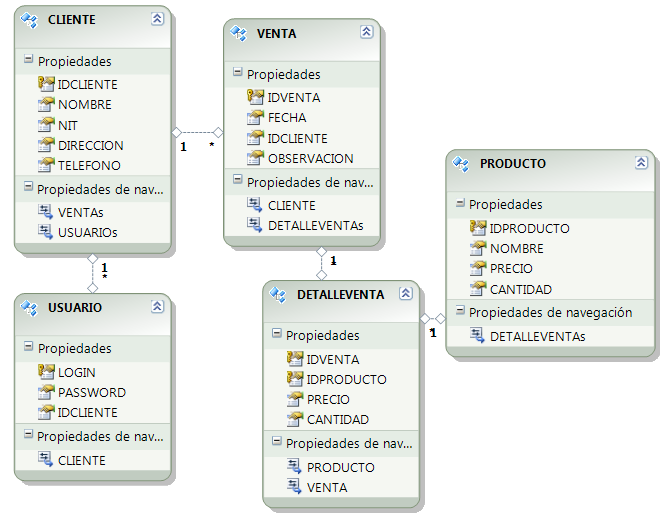 CLIENTE
Propiedades
IDCLIENTE
NOMBRE
NIT
DIRECCION
TELEFONO
Propiedades de nav...
VENTAs
USUARIOs
1
*
VENTA
Propiedades
IDVENTA
FECHA
IDCLIENTE
OBSERVACION
Propiedades de nav...
CLIENTE
DETALLEVENTAs
1
*
USUARIO
Propiedades
LOGIN
PASSWORD
IDCLIENTE
Propiedades de nav...
CLIENTE
1
*
DETALLEVENTA
Propiedades
IDVENTA
IDPRODUCTO
PRECIO
CANTIDAD
Propiedades de nav...
PRODUCTO
VENTA
*
1
PRODUCTO
Propiedades
IDPRODUCTO
NOMBRE
PRECIO
CANTIDAD
Propiedades de navegación
DETALLEVENTAs